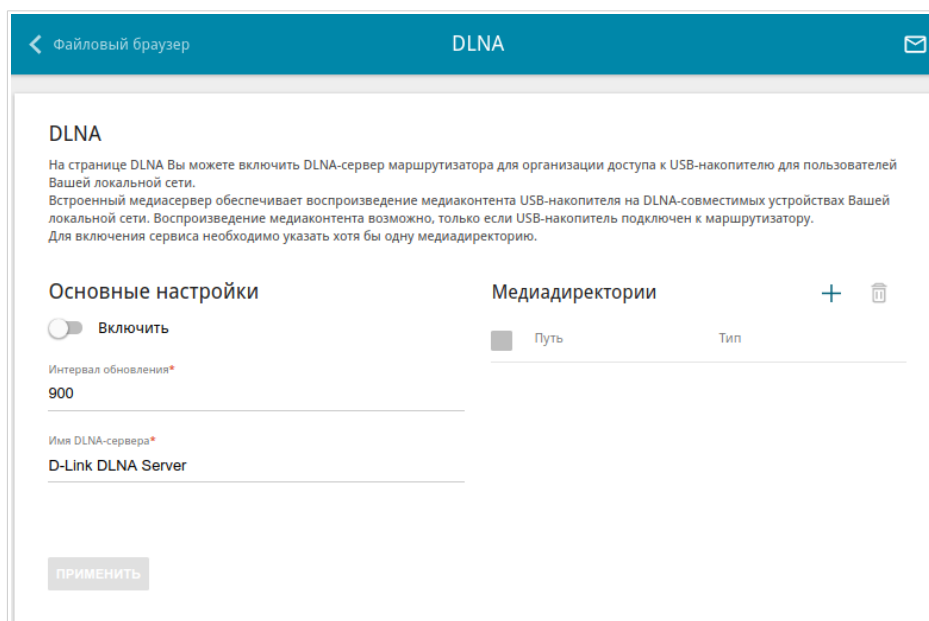 Файловый браузер
DLNA
DLNA
На странице DLNA Вы можете включить DLNA-сервер маршрутизатора для организации доступа к USB-накопителю для пользователей
Вашей локальной сети.
Встроенный медиасервер обеспечивает воспроизведение медиаконтента USB-накопителя на DLNA-совместимых устройствах Вашей
локальной сети. Воспроизведение медиаконтента возможно, только если USB-накопитель подключен к маршрутизатору.
Для включения сервиса необходимо указать хотя бы одну медиадиректорию.
Основные настройки
Включить
Интервал обновления*
900
Имя DLNA-сервера*
D-Link DLNA Server
ПРИМЕНИТЬ
Медиадиректории
Путь Тип